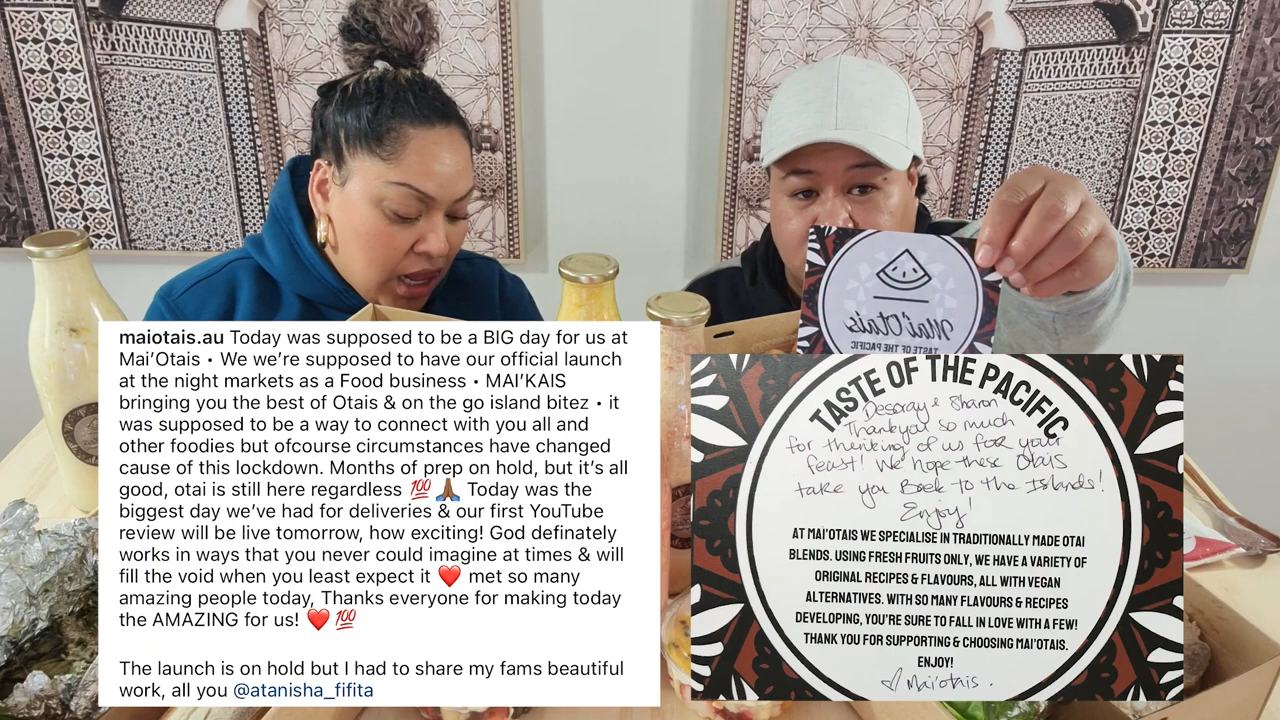 Mai'Otais
TASTE OF THE PACIFIC
maiotais.au Today was supposed to be a BIG day for us at
Mai'Otais • We we're supposed to have our official launch
at the night markets as a Food business • MAI'KAIS
bringing you the best of Otais & on the go island bitez • it
was supposed to be a way to connect with you all and
other foodies but ofcourse circumstances have changed
cause of this lockdown. Months of prep on hold, but it's all
good, otai is still here regardless 💯 🙏🏾 Today was the
biggest day we've had for deliveries & our first YouTube
review will be live tomorrow, how exciting! God definately
works in ways that you never could imagine at times & will
fill the void when you least expect it ❤️ met so many
amazing people today, Thanks everyone for making today
the AMAZING for us! ❤️ 💯
The launch is on hold but I had to share my fams beautiful
work, all you @atanisha_fifita
TASTE OF THE PACIFIC
Desoray & Sharon
Thankyou so much
for thinking of us for your
feast! We hope these Otais
take you Back to the Islands!
Enjoy!
AT MAI'OTAIS WE SPECIALISE IN TRADITIONALLY MADE OTAI
BLENDS. USING FRESH FRUITS ONLY, WE HAVE A VARIETY OF
ORIGINAL RECIPES & FLAVOURS, ALL WITH VEGAN
ALTERNATIVES. WITH SO MANY FLAVOURS & RECIPES
DEVELOPING, YOU'RE SURE TO FALL IN LOVE WITH A FEW!
THANK YOU FOR SUPPORTING & CHOOSING MAI'OTAIS.
ENJOY!
♡ Mai'otais.